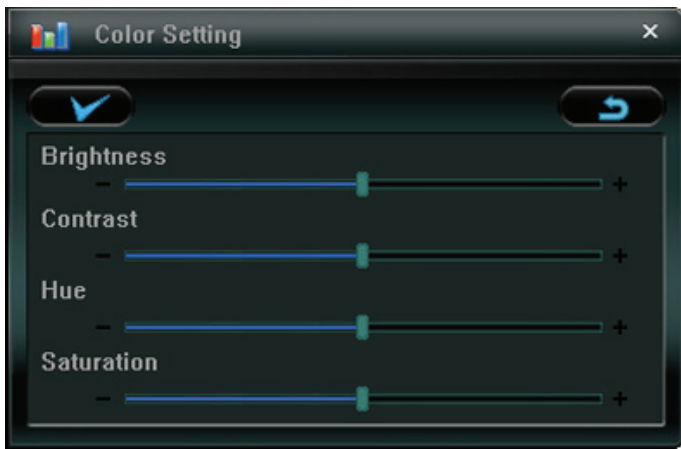 Color Setting
Brightness
- +
Contrast
- +
Hue
- +
Saturation
- +